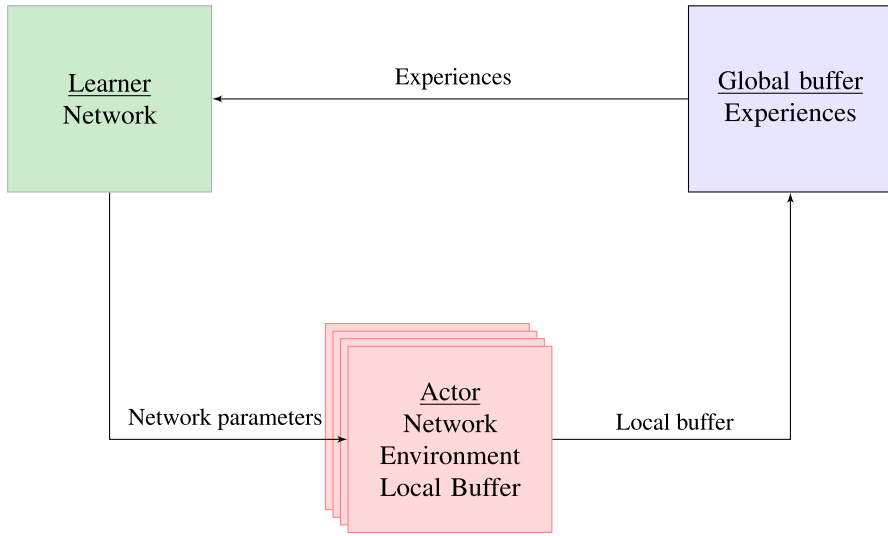 Learner
Network
Experiences
Global buffer
Experiences
Network parameters
Actor
Network
Environment
Local Buffer
Local buffer